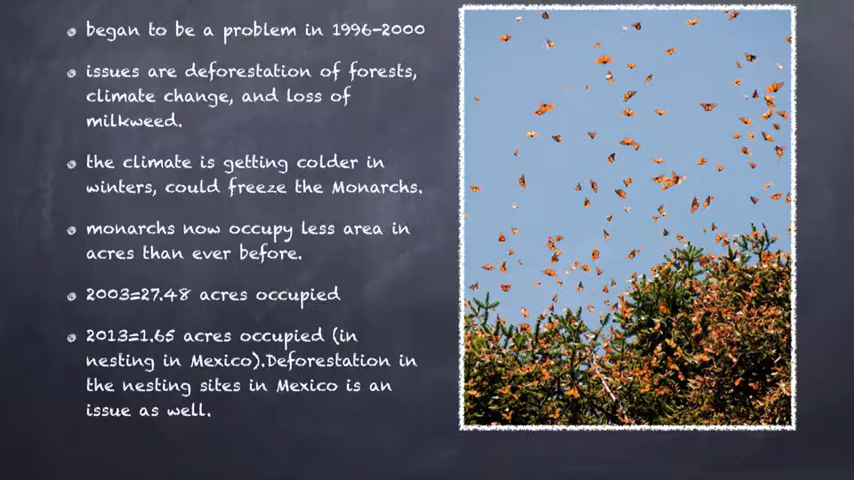 began to be a problem in 1996-2000
issues are deforestation of forests,
climate change, and loss of
milkweed.
the climate is getting colder in
winters, could freeze the Monarchs.
monarchs now occupy less area in
acres than ever before.
2003=27.48 acres occupied
2013=1.65 acres occupied (in
nesting in Mexico).Deforestation in
the nesting sites in Mexico is an
issue as well.